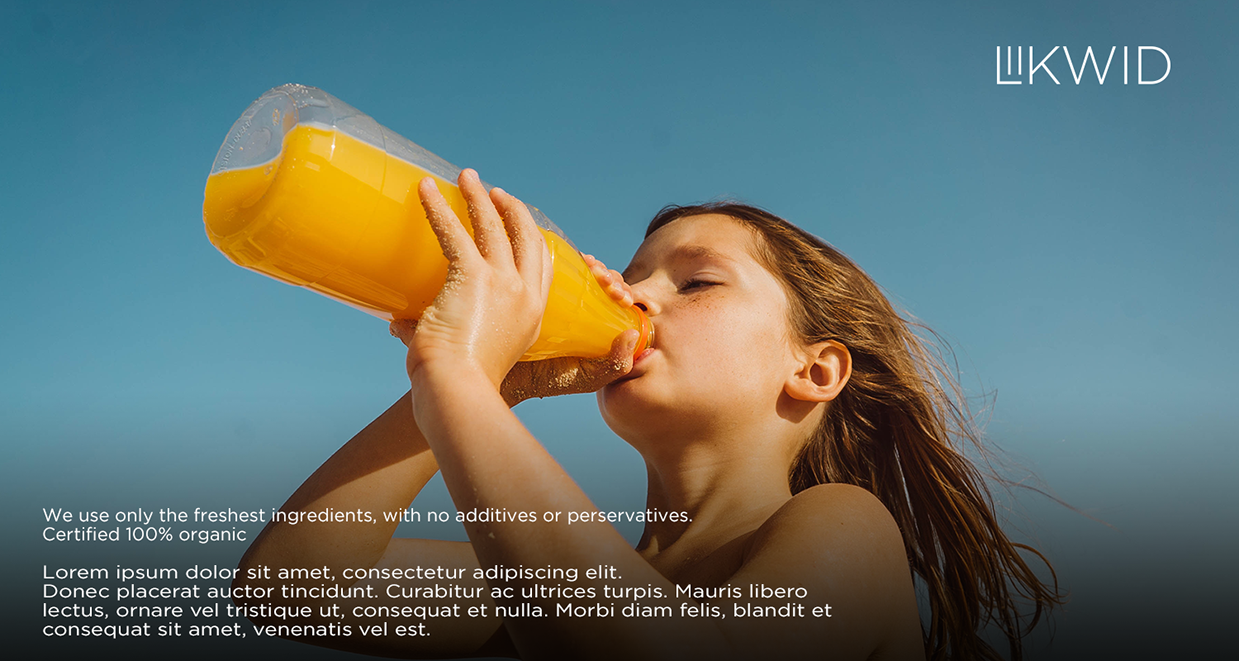 LIIKWID
We use only the freshest ingredients, with no additives or perservatives.
Certified 100% organic
Lorem ipsum dolor sit amet, consectetur adipiscing elit.
Donec placerat auctor tincidunt. Curabitur ac ultrices turpis. Mauris libero
lectus, ornare vel tristique ut, consequat et nulla. Morbi diam felis, blandit et
consequat sit amet, venenatis vel est.